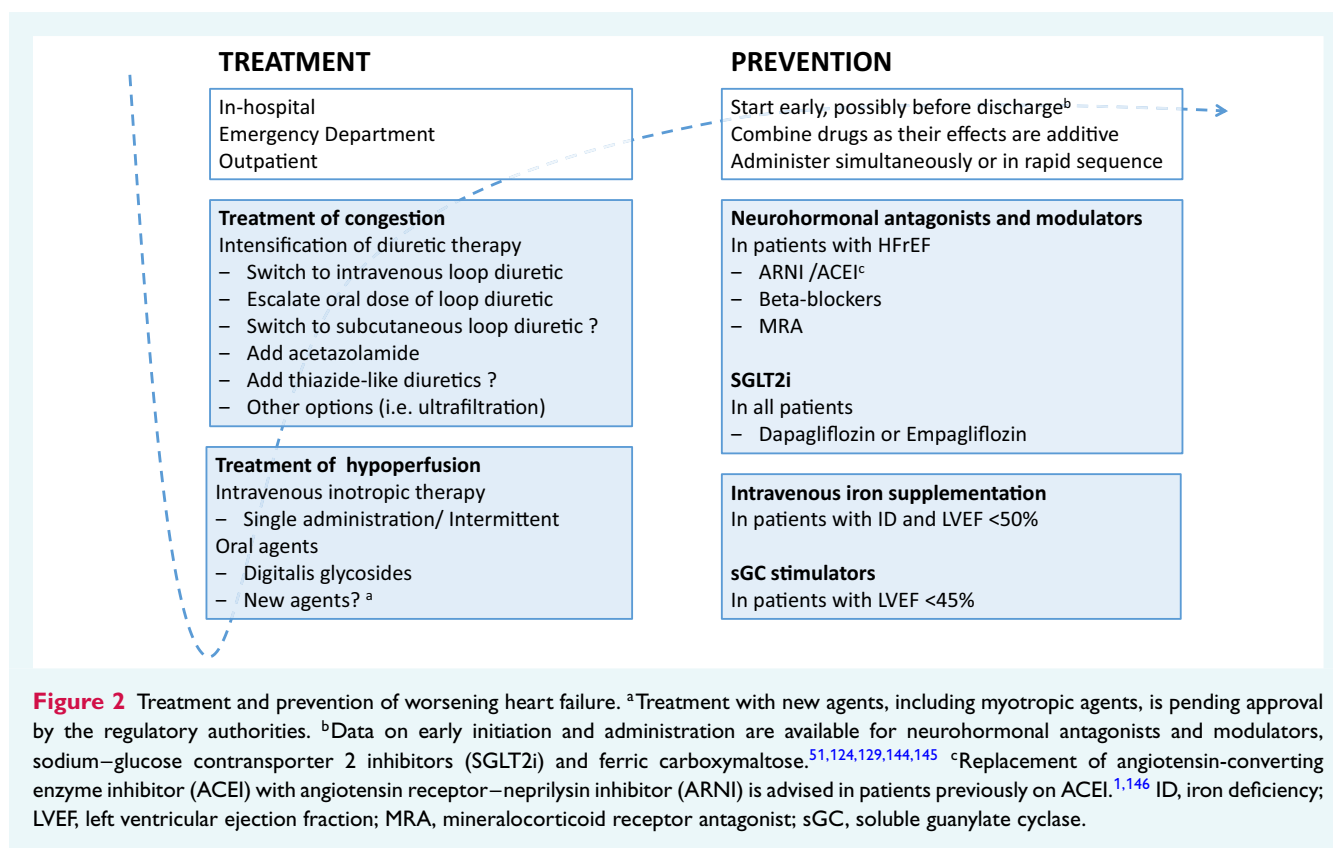 TREATMENT
In-hospital
Emergency Department
Outpatient
Treatment of congestion
Intensification of diuretic therapy
– Switch to intravenous loop diuretic
– Escalate oral dose of loop diuretic
– Switch to subcutaneous loop diuretic ?
– Add acetazolamide
– Add thiazide-like diuretics ?
– Other options (i.e. ultrafiltration)
Treatment of hypoperfusion
Intravenous inotropic therapy
– Single administration/ Intermittent
Oral agents
– Digitalis glycosides
– New agents? ᵃ
PREVENTION
Start early, possibly before dischargeᵇ
Combine drugs as their effects are additive
Administer simultaneously or in rapid sequence
Neurohormonal antagonists and modulators
In patients with HFrEF
– ARNI /ACEIᶜ
– Beta-blockers
– MRA
SGLT2i
In all patients
– Dapagliflozin or Empagliflozin
Intravenous iron supplementation
In patients with ID and LVEF <50%
sGC stimulators
In patients with LVEF <45%
Figure 2 Treatment and prevention of worsening heart failure. ᵃTreatment with new agents, including myotropic agents, is pending approval
by the regulatory authorities. ᵇData on early initiation and administration are available for neurohormonal antagonists and modulators,
sodium–glucose contransporter 2 inhibitors (SGLT2i) and ferric carboxymaltose.⁵¹,¹²⁴,¹²⁹,¹⁴⁴,¹⁴⁵ ᶜReplacement of angiotensin-converting
enzyme inhibitor (ACEI) with angiotensin receptor–neprilysin inhibitor (ARNI) is advised in patients previously on ACEI.¹,¹⁴⁶ ID, iron deficiency;
LVEF, left ventricular ejection fraction; MRA, mineralocorticoid receptor antagonist; sGC, soluble guanylate cyclase.